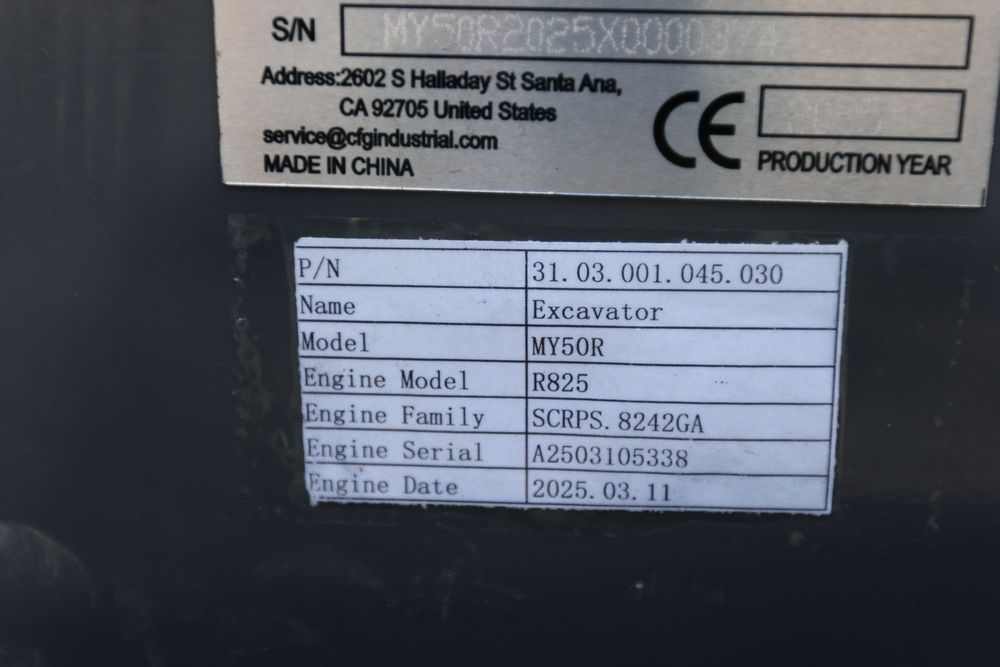 S/N MY50R2025X0000374
Address:2602 S Halladay St Santa Ana,
CA 92705 United States
service@cfgindustrial.com
MADE IN CHINA
CE
2025
PRODUCTION YEAR
P/N 31.03.001.045.030
Name Excavator
Model MY50R
Engine Model R825
Engine Family SCRPS.8242GA
Engine Serial A2503105338
Engine Date 2025.03.11